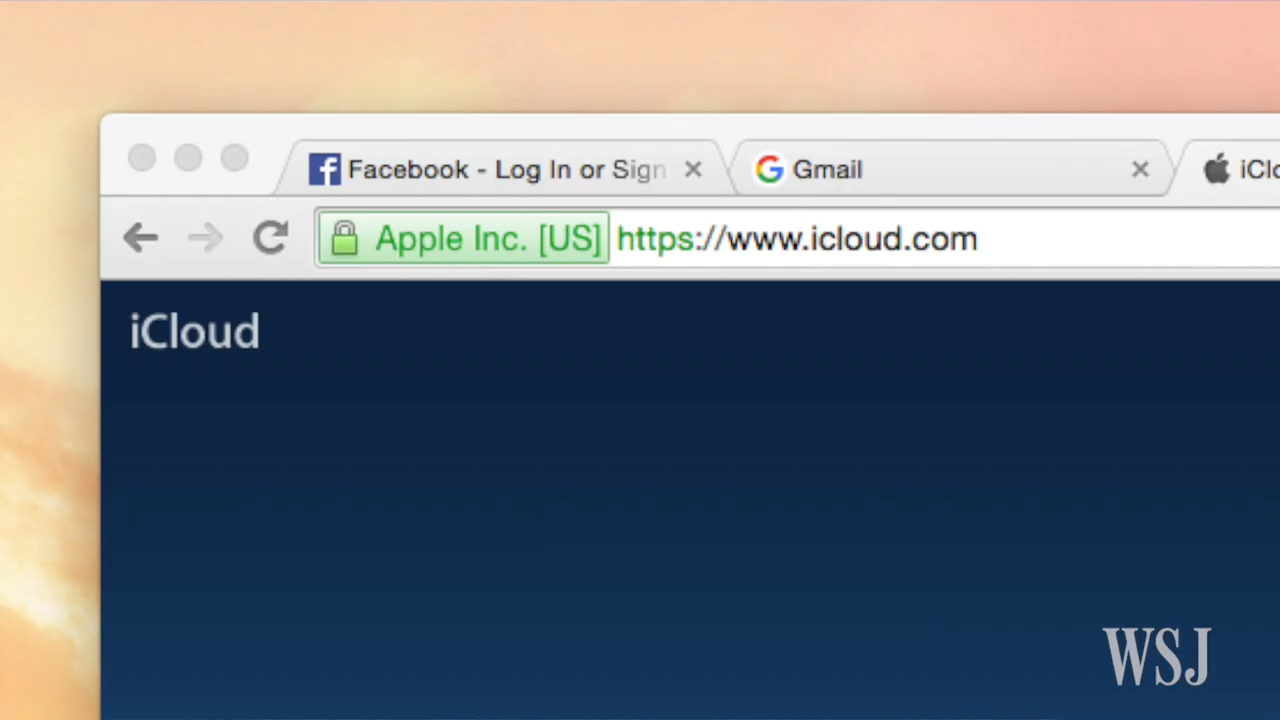 Facebook - Log In or Sign
Gmail
iClo
Apple Inc. [US] https://www.icloud.com
iCloud
WSJ